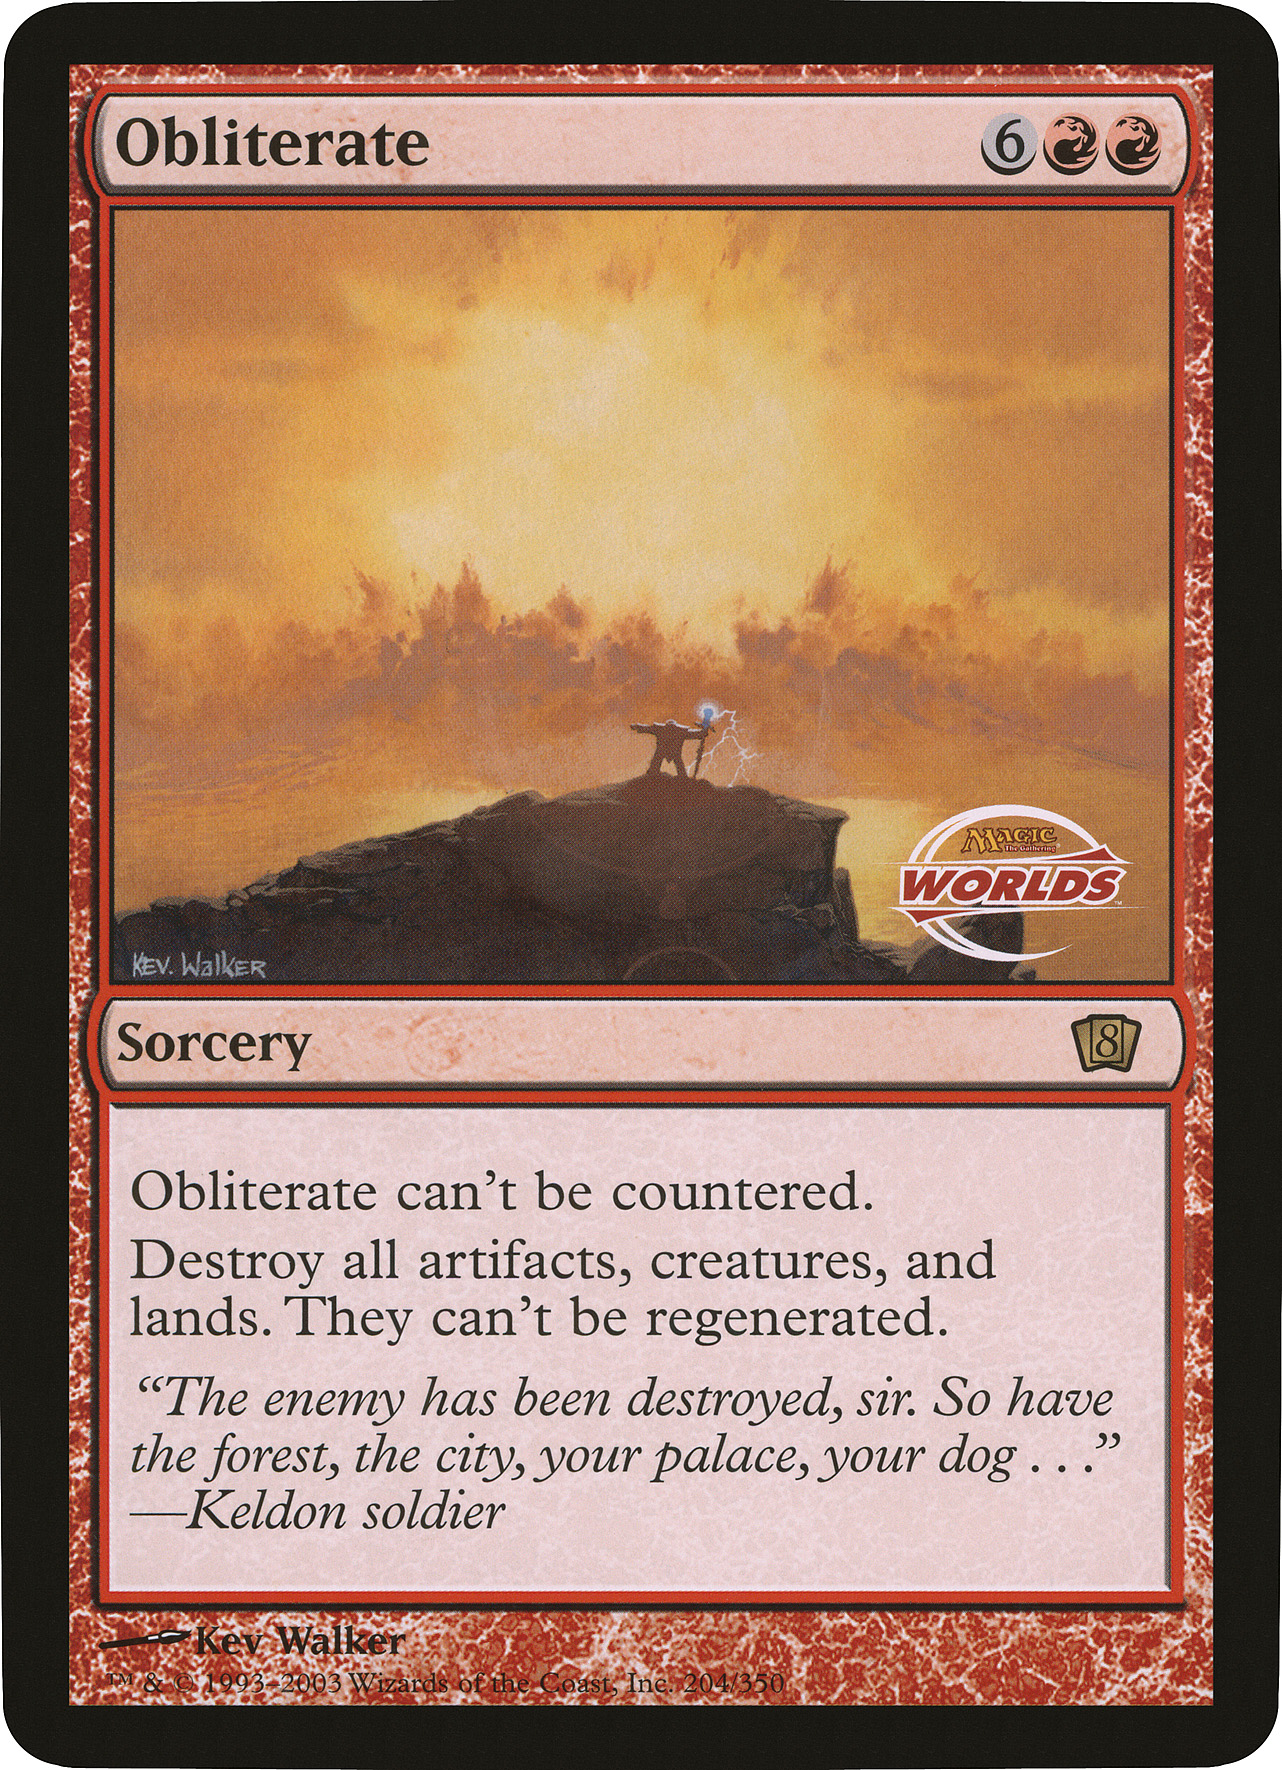 Obliterate 6
MAGIC
The Gathering®
WORLDS™
KEV. WALKER
Sorcery 8
Obliterate can't be countered.
Destroy all artifacts, creatures, and
lands. They can't be regenerated.
“The enemy has been destroyed, sir. So have
the forest, the city, your palace, your dog . . .”
—Keldon soldier
Kev Walker
™ & © 1993–2003 Wizards of the Coast, Inc. 204/350